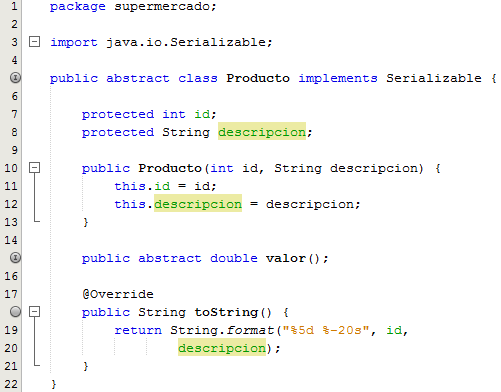 1 package supermercado;
2
3 import java.io.Serializable;
4
public abstract class Producto implements Serializable {
6
7 protected int id;
8 protected String descripcion;
9
10 public Producto(int id, String descripcion) {
11 this.id = id;
12 this.descripcion = descripcion;
13 }
14
public abstract double valor();
16
17 @Override
public String toString() {
19 return String.format("%5d %-20s", id,
20 descripcion);
21 }
22 }